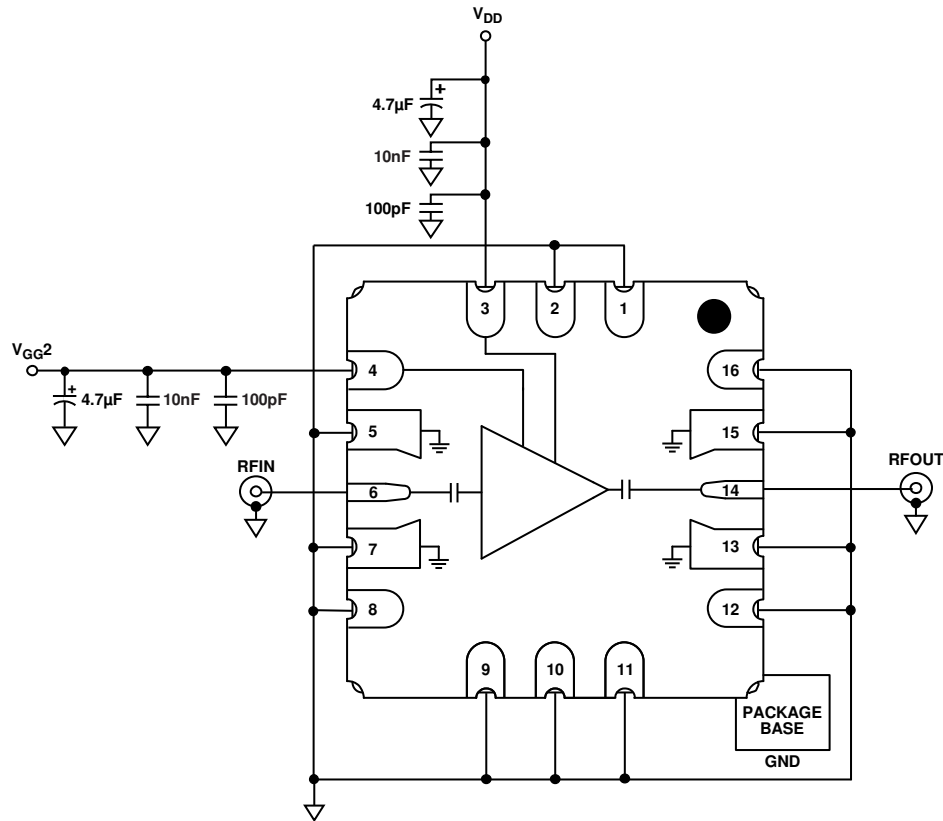 VDD
+
4.7µF
10nF
100pF
3
2
1
VGG2
4
16
+
4.7µF
10nF
100pF
5
15
RFIN
RFOUT
6
14
7
13
8
12
9
10
11
PACKAGE
BASE
GND